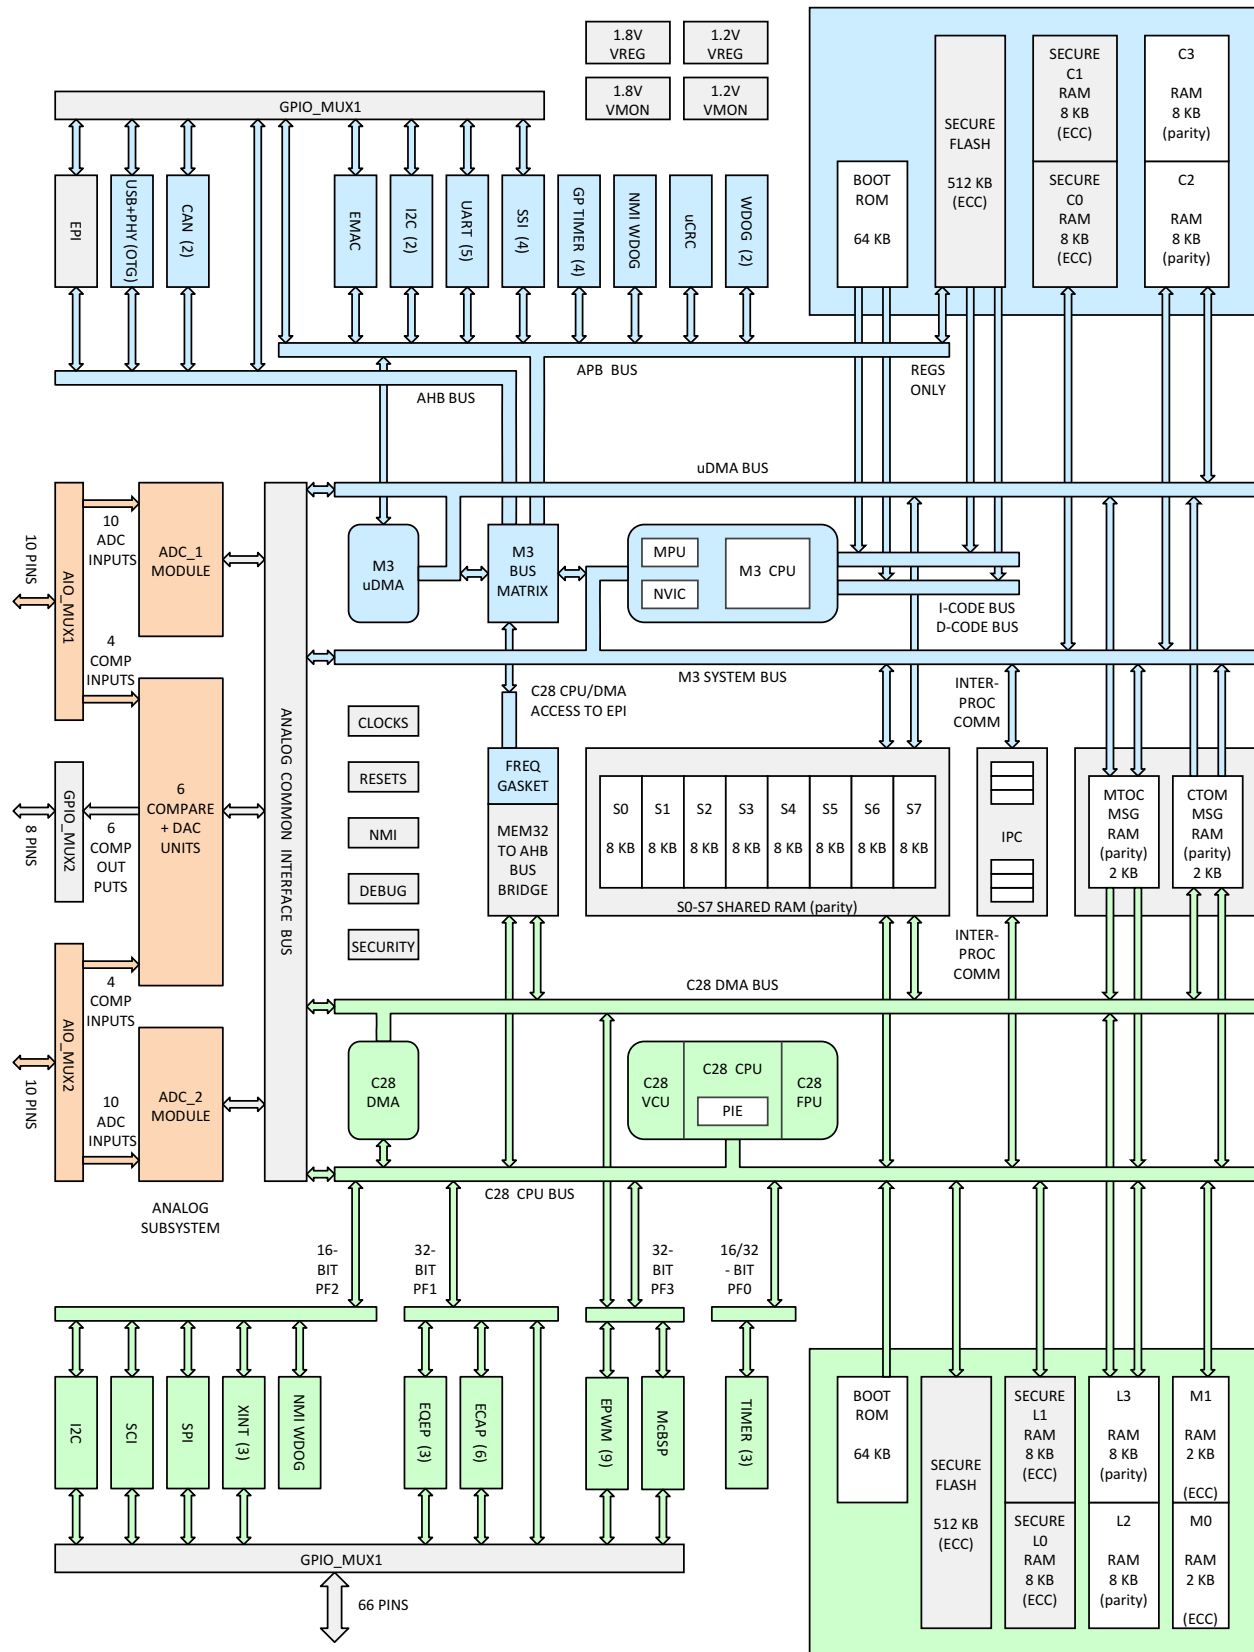 1.8V
VREG
1.2V
VREG
1.8V
VMON
1.2V
VMON
GPIO_MUX1
EPI
USB+PHY (OTG)
CAN (2)
EMAC
I2C (2)
UART (5)
SSI (4)
GP TIMER (4)
NMI WDOG
uCRC
WDOG (2)
BOOT
ROM
64 KB
SECURE
FLASH
512 KB
(ECC)
SECURE
C1
RAM
8 KB
(ECC)
SECURE
C0
RAM
8 KB
(ECC)
C3
RAM
8 KB
(parity)
C2
RAM
8 KB
(parity)
APB BUS
AHB BUS
REGS
ONLY
uDMA BUS
10 PINS
AIO_MUX1
10
ADC
INPUTS
ADC_1
MODULE
4
COMP
INPUTS
M3
uDMA
M3
BUS
MATRIX
MPU
NVIC
M3 CPU
I-CODE BUS
D-CODE BUS
M3 SYSTEM BUS
C28 CPU/DMA
ACCESS TO EPI
INTER-
PROC
COMM
ANALOG COMMON INTERFACE BUS
CLOCKS
RESETS
NMI
DEBUG
SECURITY
FREQ
GASKET
MEM32
TO AHB
BUS
BRIDGE
S0
8 KB
S1
8 KB
S2
8 KB
S3
8 KB
S4
8 KB
S5
8 KB
S6
8 KB
S7
8 KB
S0-S7 SHARED RAM (parity)
IPC
MTOC
MSG
RAM
(parity)
2 KB
CTOM
MSG
RAM
(parity)
2 KB
8 PINS
GPIO_MUX2
6
COMP
OUT
PUTS
6
COMPARE
+ DAC
UNITS
INTER-
PROC
COMM
4
COMP
INPUTS
AIO_MUX2
10 PINS
10
ADC
INPUTS
ADC_2
MODULE
ANALOG
SUBSYSTEM
C28 DMA BUS
C28
DMA
C28
VCU
C28 CPU
PIE
C28
FPU
C28 CPU BUS
16-
BIT
PF2
32-
BIT
PF1
32-
BIT
PF3
16/32
- BIT
PF0
I2C
SCI
SPI
XINT (3)
NMI WDOG
EQEP (3)
ECAP (6)
EPWM (9)
McBSP
TIMER (3)
BOOT
ROM
64 KB
SECURE
FLASH
512 KB
(ECC)
SECURE
L1
RAM
8 KB
(ECC)
SECURE
L0
RAM
8 KB
(ECC)
L3
RAM
8 KB
(parity)
L2
RAM
8 KB
(parity)
M1
RAM
2 KB
(ECC)
M0
RAM
2 KB
(ECC)
GPIO_MUX1
66 PINS